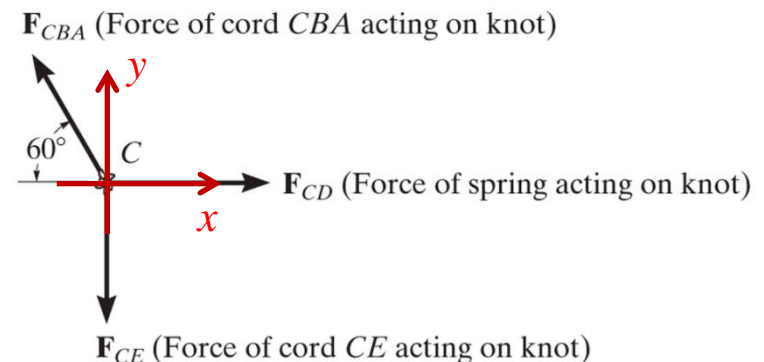 F_CBA (Force of cord CBA acting on knot)
y
60°
C
F_CD (Force of spring acting on knot)
x
F_CE (Force of cord CE acting on knot)